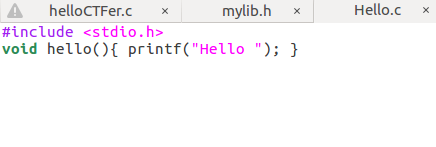 helloCTFer.c × mylib.h × Hello.c ×
#include <stdio.h>
void hello(){ printf("Hello "); }